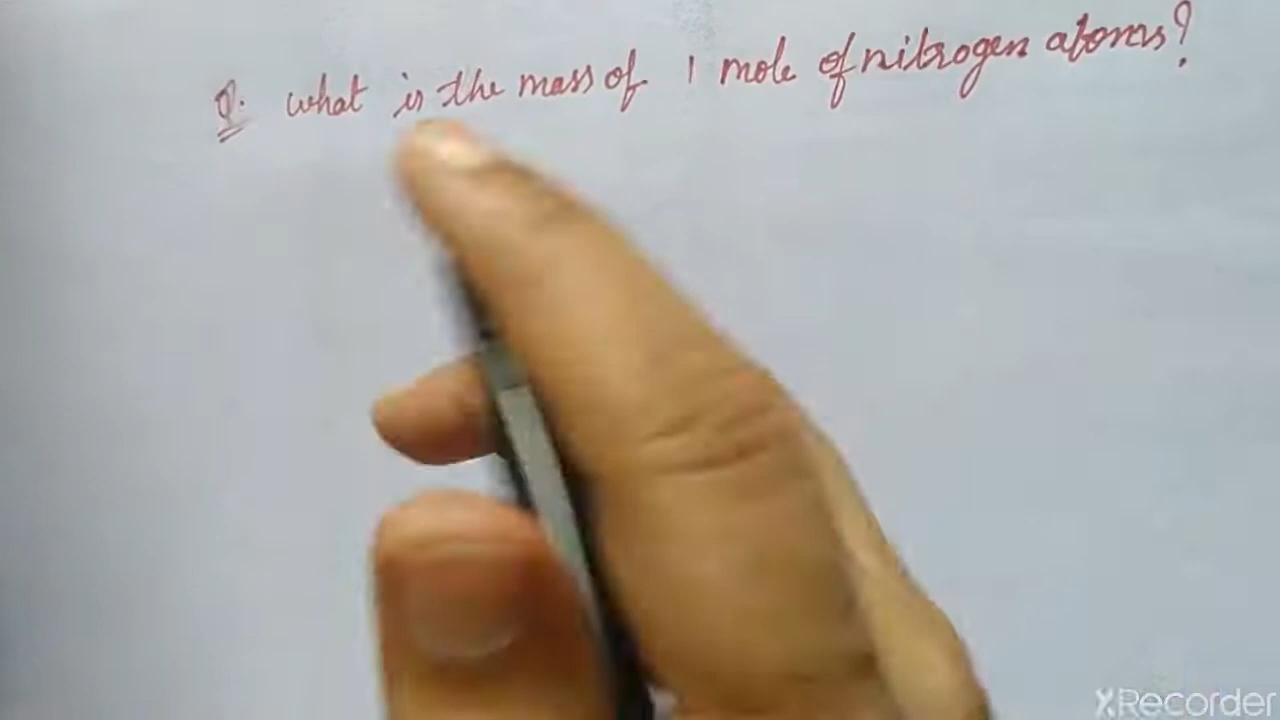 Q. What is the mass of 1 mole of nitrogen atoms?
XRecorder